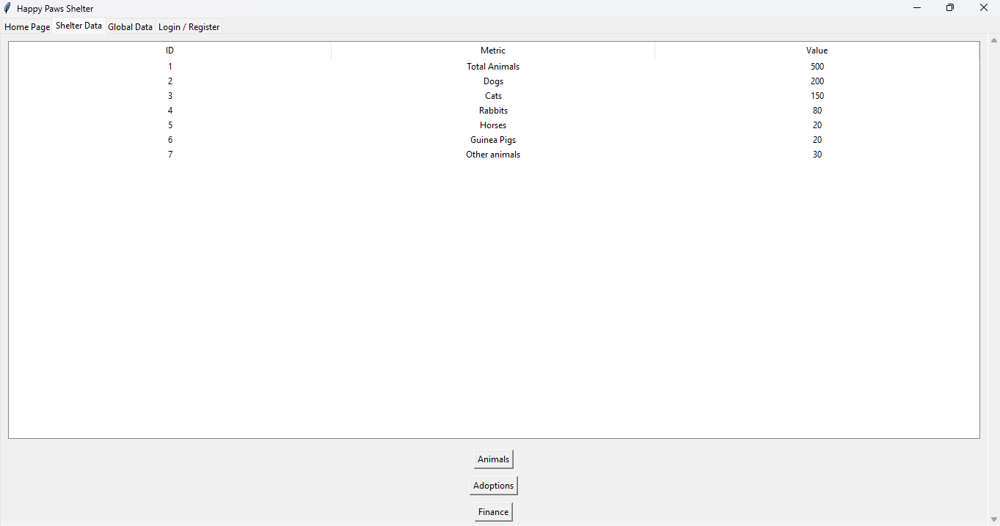 Happy Paws Shelter
Home Page Shelter Data Global Data Login / Register
ID Metric Value
1 Total Animals 500
2 Dogs 200
3 Cats 150
4 Rabbits 80
5 Horses 20
6 Guinea Pigs 20
7 Other animals 30
Animals
Adoptions
Finance